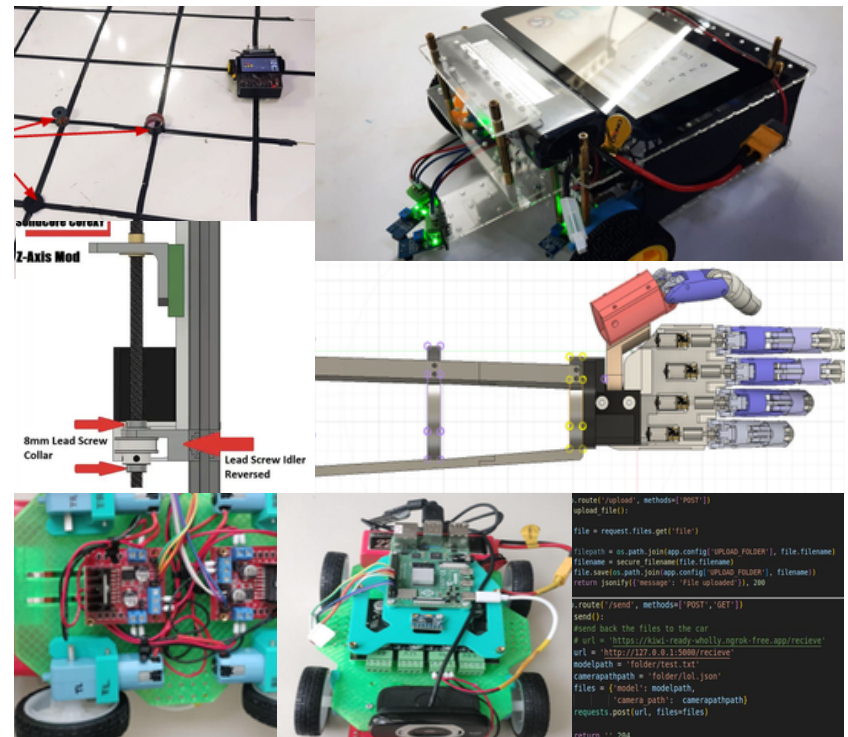 Z-Axis Mod
8mm Lead Screw
Collar
Lead Screw Idler
Reversed
.route('/upload', methods=['POST'])
upload_file():
file = request.files.get('file')
filepath = os.path.join(app.config['UPLOAD_FOLDER'], file.filename)
filename = secure_filename(file.filename)
file.save(os.path.join(app.config['UPLOAD_FOLDER'], filename))
return jsonify({'message': 'File uploaded'}), 200
.route('/send', methods=['POST','GET'])
send():
#send back the files to the car
# url = 'https://kiwi-ready-wholly.ngrok-free.app/recieve'
url = 'http://127.0.0.1:5000/recieve'
modelpath = 'folder/test.txt'
camerapathpath = 'folder/lol.json'
files = {'model': modelpath,
'camera_path': camerapathpath}
requests.post(url, files=files)
return '' 204